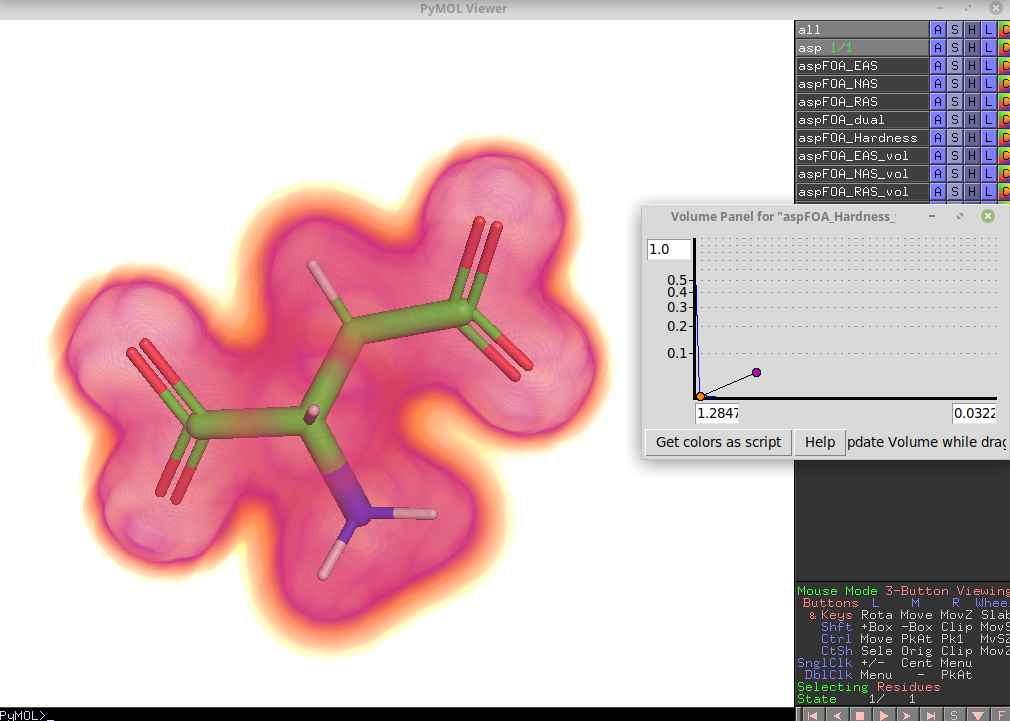 PyMOL Viewer
all A S H L C
asp 1/1 A S H L C
aspFOA_EAS A S H L C
aspFOA_NAS A S H L C
aspFOA_RAS A S H L C
aspFOA_dual A S H L C
aspFOA_Hardness A S H L C
aspFOA_EAS_vol A S H L C
aspFOA_NAS_vol A S H L C
aspFOA_RAS_vol A S H L C
Volume Panel for "aspFOA_Hardness_
1.0
0.5
0.4
0.3
0.2
0.1
1.2847 0.0322
Get colors as script Help pdate Volume while drag
Mouse Mode 3-Button Viewing
Buttons L M R Whee
& Keys Rota Move MovZ Slab
Shft +Box -Box Clip MovS
Ctrl Move PkAt Pk1 MvSZ
CtSh Sele Orig Clip MovZ
SnglClk +/- Cent Menu
DblClk Menu - PkAt
Selecting Residues
State 1/ 1
PyMOL>_ S F